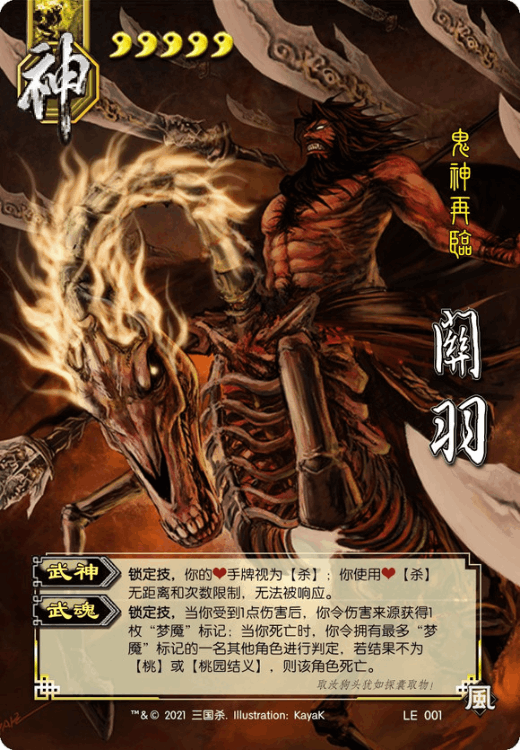 神
鬼神再臨
關羽
武神
锁定技，你的❤手牌视为【杀】；你使用❤【杀】
无距离和次数限制，无法被响应。
武魂
锁定技，当你受到1点伤害后，你令伤害来源获得1
枚“梦魇”标记；当你死亡时，你令拥有最多“梦
魇”标记的一名其他角色进行判定，若结果不为
【桃】或【桃园结义】，则该角色死亡。
取汝狗头犹如探囊取物！
風
™&© 2021 三国杀. Illustration: KayaK
LE 001